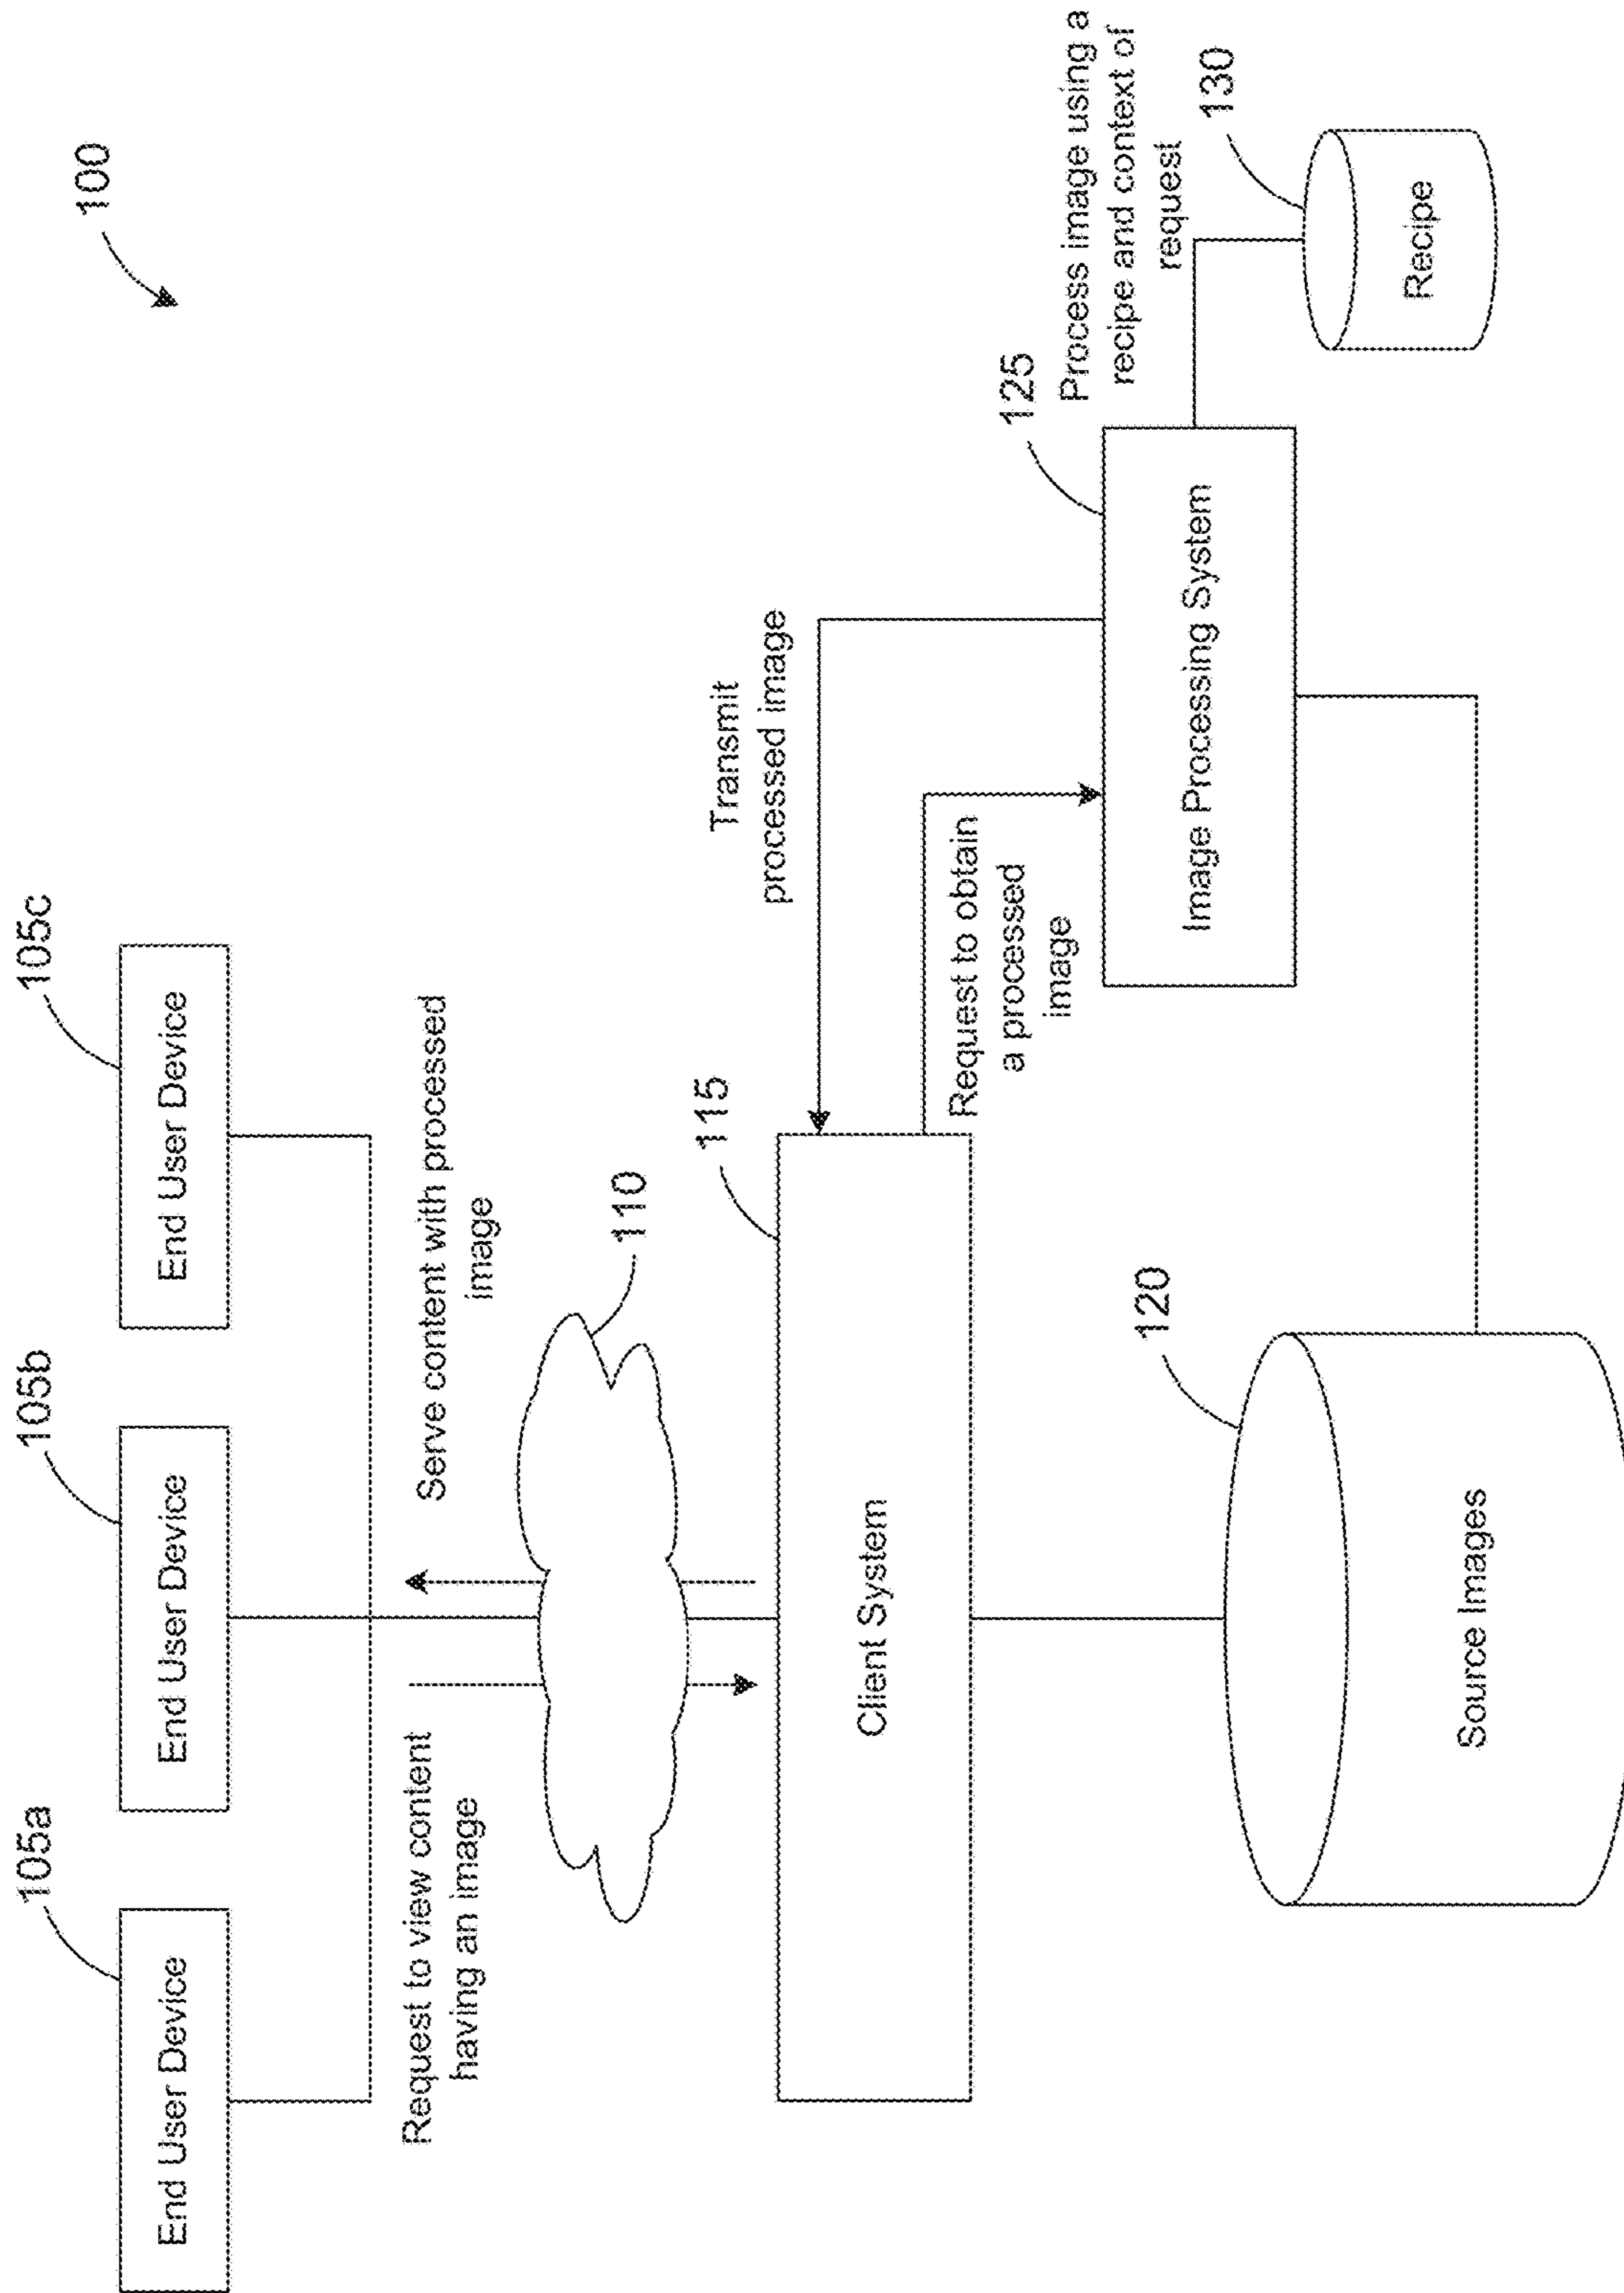 100
105a
105b
105c
End User Device
End User Device
End User Device
Request to view content
having an image
Serve content with processed
image
110
115
Client System
Transmit
processed image
Request to obtain
a processed
image
125
Image Processing System
Process image using a
recipe and context of
request
130
Recipe
120
Source Images